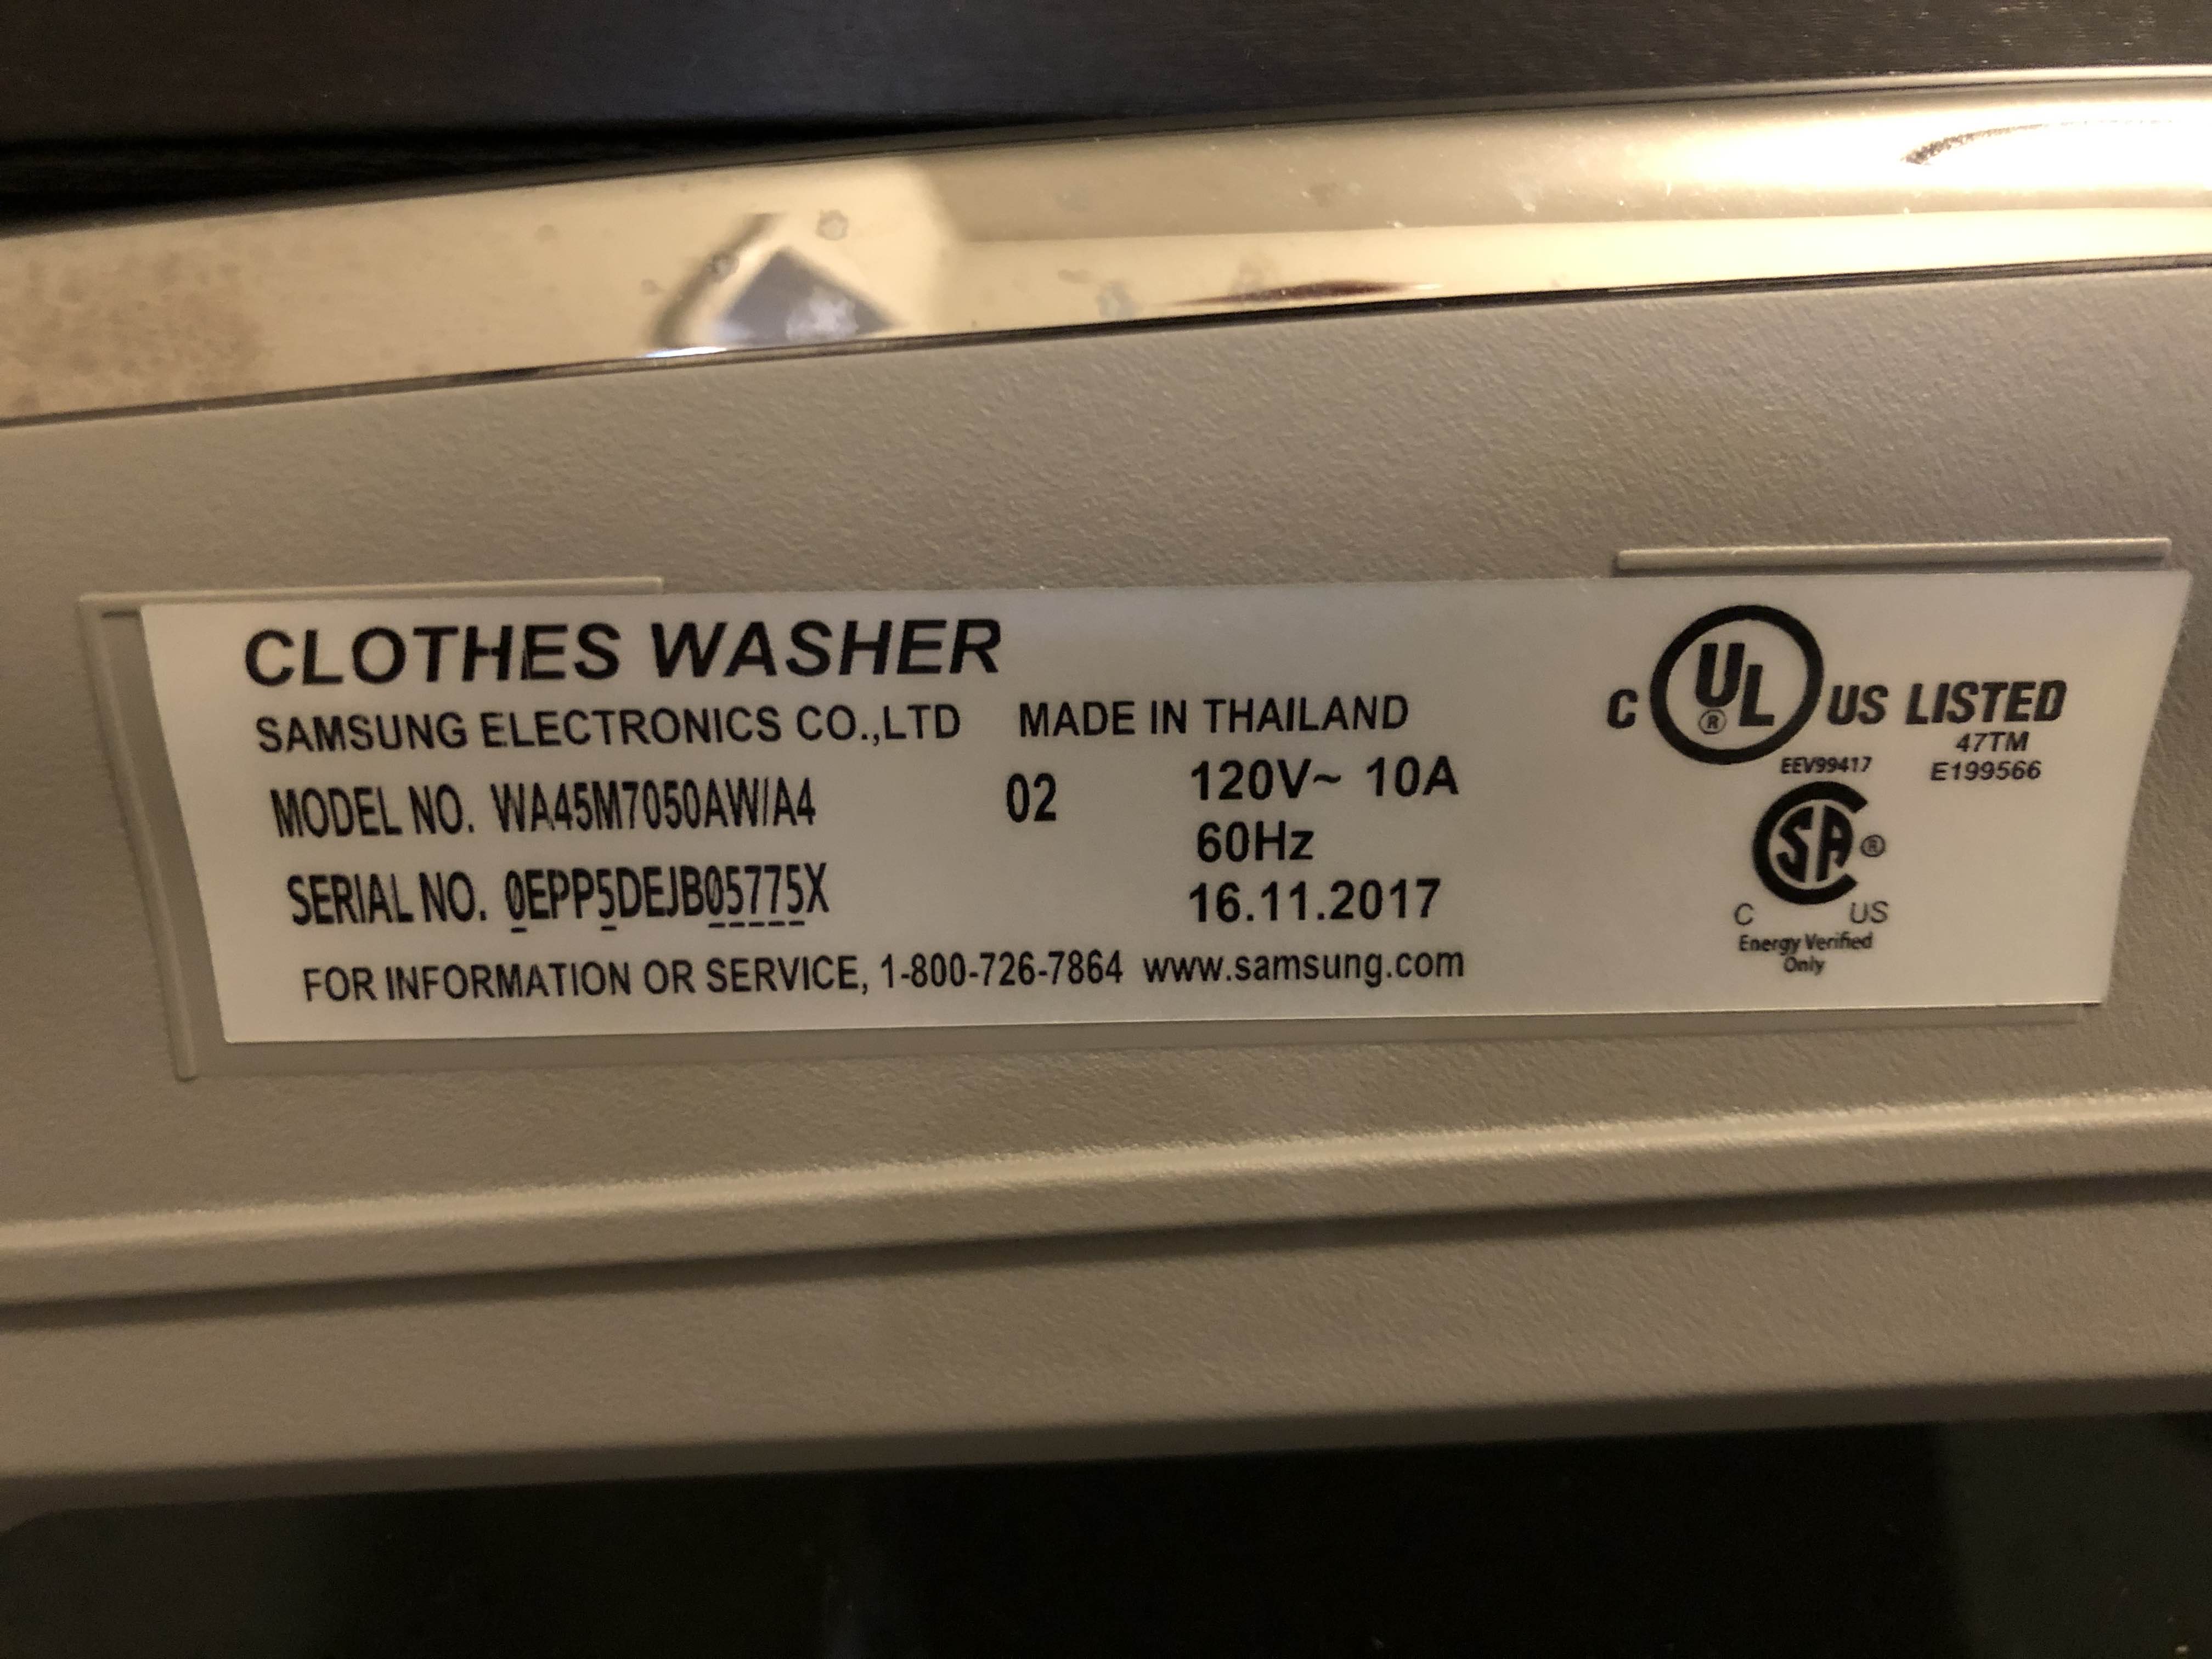 CLOTHES WASHER
SAMSUNG ELECTRONICS CO.,LTD MADE IN THAILAND
MODEL NO. WA45M7050AW/A4 02 120V~ 10A
60Hz
SERIAL NO. 0EPP5DEJB05775X 16.11.2017
FOR INFORMATION OR SERVICE, 1-800-726-7864 www.samsung.com
C UL ® US LISTED
47TM
EEV99417 E199566
SA ®
C US
Energy Verified
Only